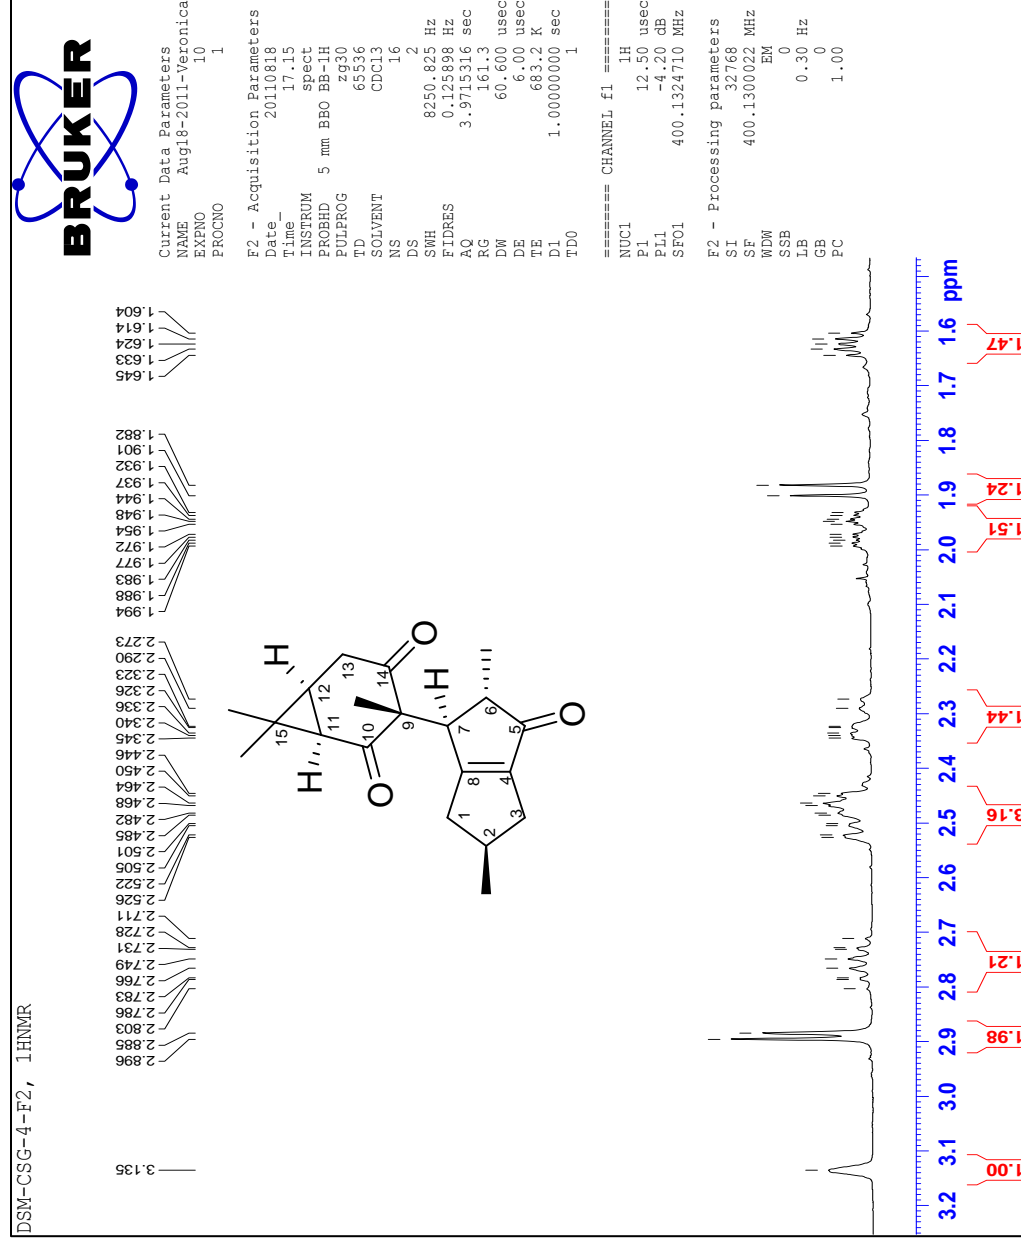 DSM-CSG-4-F2, 1HNMR
BRUKER
Current Data Parameters
NAME Aug18-2011-Veronica
EXPNO 10
PROCNO 1
F2 - Acquisition Parameters
Date_ 20110818
Time 17.15
INSTRUM spect
PROBHD 5 mm BBO BB-1H
PULPROG zg30
TD 65536
SOLVENT CDCl3
NS 16
DS 2
SWH 8250.825 Hz
FIDRES 0.125898 Hz
AQ 3.9715316 sec
RG 161.3
DW 60.600 usec
DE 6.00 usec
TE 683.2 K
D1 1.00000000 sec
TD0 1
======== CHANNEL f1 ========
NUC1 1H
P1 12.50 usec
PL1 -4.20 dB
SFO1 400.1324710 MHz
F2 - Processing parameters
SI 32768
SF 400.1300022 MHz
WDW EM
SSB 0
LB 0.30 Hz
GB 0
PC 1.00
3.135
2.896
2.885
2.803
2.786
2.783
2.766
2.749
2.731
2.728
2.711
2.526
2.522
2.505
2.501
2.485
2.482
2.468
2.464
2.450
2.446
2.345
2.340
2.336
2.326
2.323
2.290
2.273
1.994
1.988
1.983
1.977
1.972
1.954
1.948
1.944
1.937
1.932
1.901
1.882
1.645
1.633
1.624
1.614
1.604
H
H
H
O
O
O
1
2
3
4
5
6
7
8
9
10
11
12
13
14
15
3.2 3.1 3.0 2.9 2.8 2.7 2.6 2.5 2.4 2.3 2.2 2.1 2.0 1.9 1.8 1.7 1.6 ppm
1.00
1.98
1.21
3.16
1.44
1.51
1.24
1.47